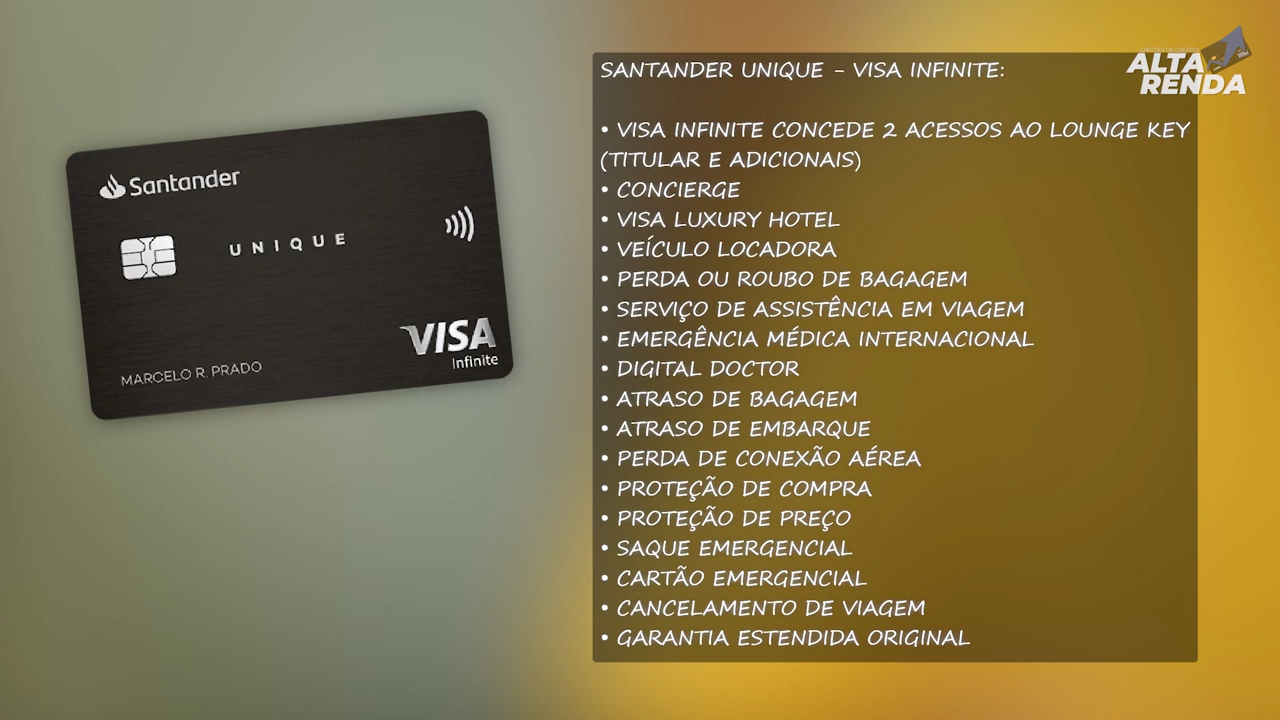 Santander
UNIQUE
VISA
Infinite
MARCELO R. PRADO
ALTA
RENDA
SANTANDER UNIQUE - VISA INFINITE:
• VISA INFINITE CONCEDE 2 ACESSOS AO LOUNGE KEY
(TITULAR E ADICIONAIS)
• CONCIERGE
• VISA LUXURY HOTEL
• VEÍCULO LOCADORA
• PERDA OU ROUBO DE BAGAGEM
• SERVIÇO DE ASSISTÊNCIA EM VIAGEM
• EMERGÊNCIA MÉDICA INTERNACIONAL
• DIGITAL DOCTOR
• ATRASO DE BAGAGEM
• ATRASO DE EMBARQUE
• PERDA DE CONEXÃO AÉREA
• PROTEÇÃO DE COMPRA
• PROTEÇÃO DE PREÇO
• SAQUE EMERGENCIAL
• CARTÃO EMERGENCIAL
• CANCELAMENTO DE VIAGEM
• GARANTIA ESTENDIDA ORIGINAL